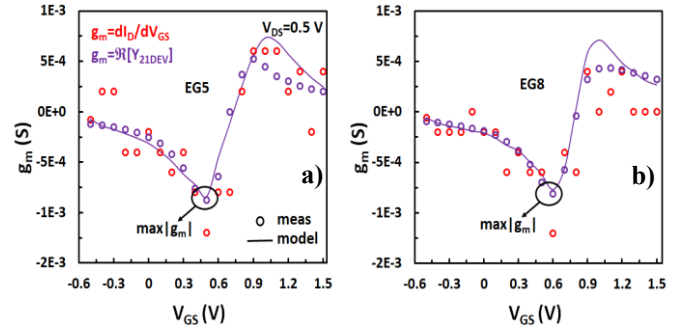 1E-3
5E-4
0E+0
-5E-4
-1E-3
-2E-3
g_m (S)
g_m=dI_D/dV_GS
g_m=ℜ[Y_21DEV]
V_DS=0.5 V
EG5
a)
max|g_m|
meas
model
-0.6 -0.3 0 0.3 0.6 0.9 1.2 1.5
V_GS (V)
1E-3
5E-4
0E+0
-5E-4
-1E-3
-2E-3
g_m (S)
EG8
b)
max|g_m|
-0.6 -0.3 0 0.3 0.6 0.9 1.2 1.5
V_GS (V)